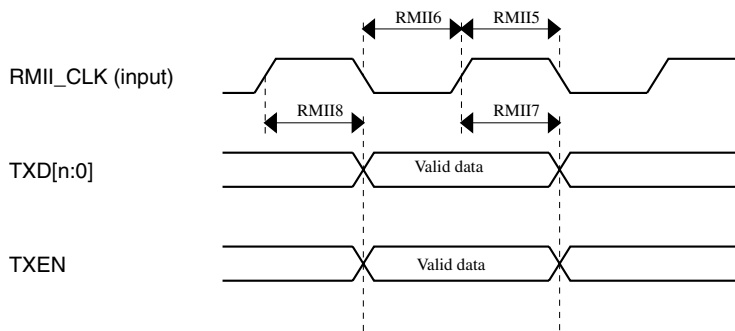 RMII6 RMII5
RMII_CLK (input)
RMII8 RMII7
TXD[n:0] Valid data
TXEN Valid data